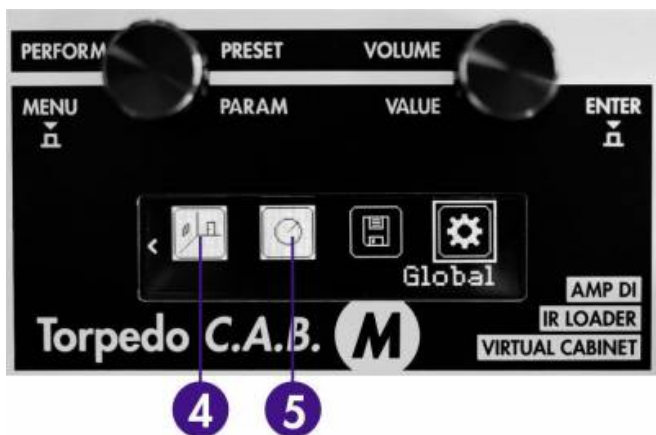 PERFORM PRESET VOLUME
MENU PARAM VALUE ENTER
<
Global
AMP DI
IR LOADER
VIRTUAL CABINET
Torpedo C.A.B. M
4 5